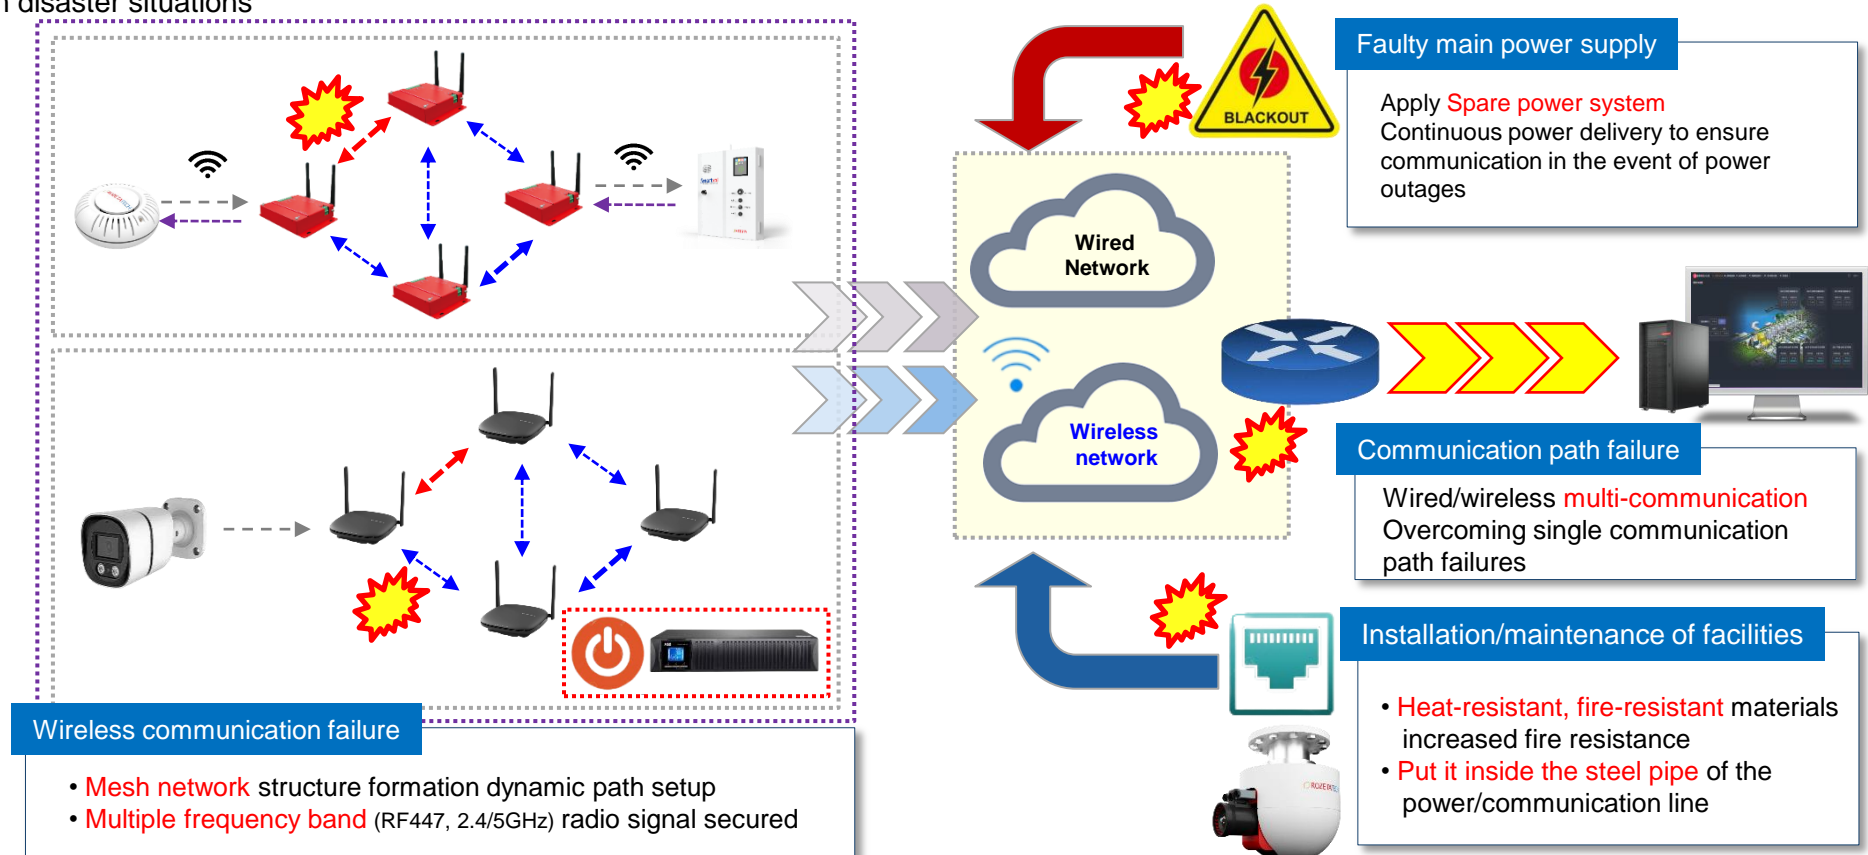 n disaster situations
Faulty main power supply
Apply Spare power system
Continuous power delivery to ensure
communication in the event of power
outages
BLACKOUT
Wired
Network
Wireless
network
Communication path failure
Wired/wireless multi-communication
Overcoming single communication
path failures
Installation/maintenance of facilities
• Heat-resistant, fire-resistant materials
increased fire resistance
• Put it inside the steel pipe of the
power/communication line
Wireless communication failure
• Mesh network structure formation dynamic path setup
• Multiple frequency band (RF447, 2.4/5GHz) radio signal secured